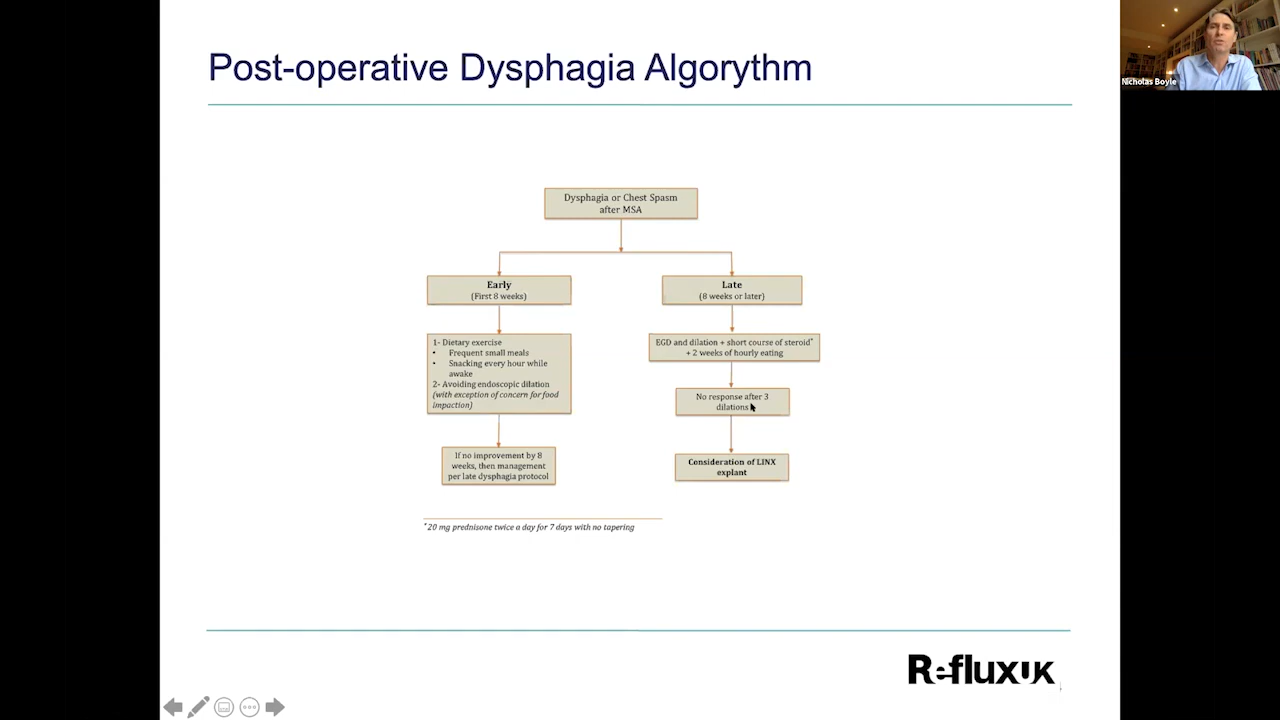 Post-operative Dysphagia Algorythm
Nicholas Boyle
Dysphagia or Chest Spasm
after MSA
Early
(First 8 weeks)
Late
(8 weeks or later)
1- Dietary exercise
• Frequent small meals
• Snacking every hour while
awake
2- Avoiding endoscopic dilation
(with exception of concern for food
impaction)
EGD and dilation + short course of steroid*
+ 2 weeks of hourly eating
No response after 3
dilations
If no improvement by 8
weeks, then management
per late dysphagia protocol
Consideration of LINX
explant
*20 mg prednisone twice a day for 7 days with no tapering
RefluxUK